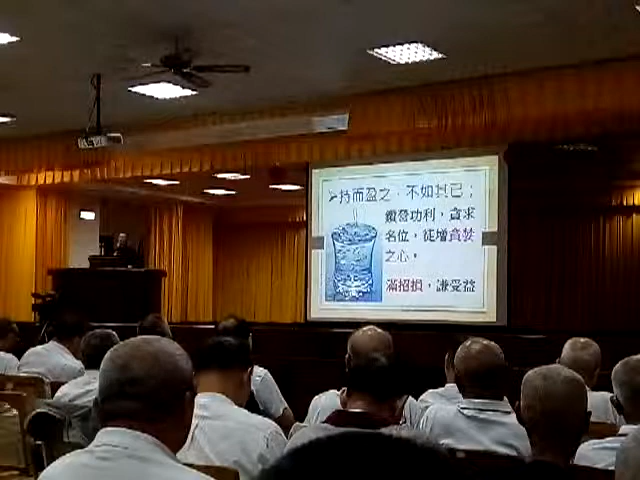 ➢持而盈之，不如其已；
鑽營功利，貪求
名位，徒增貪婪
之心。
滿招損，謙受益